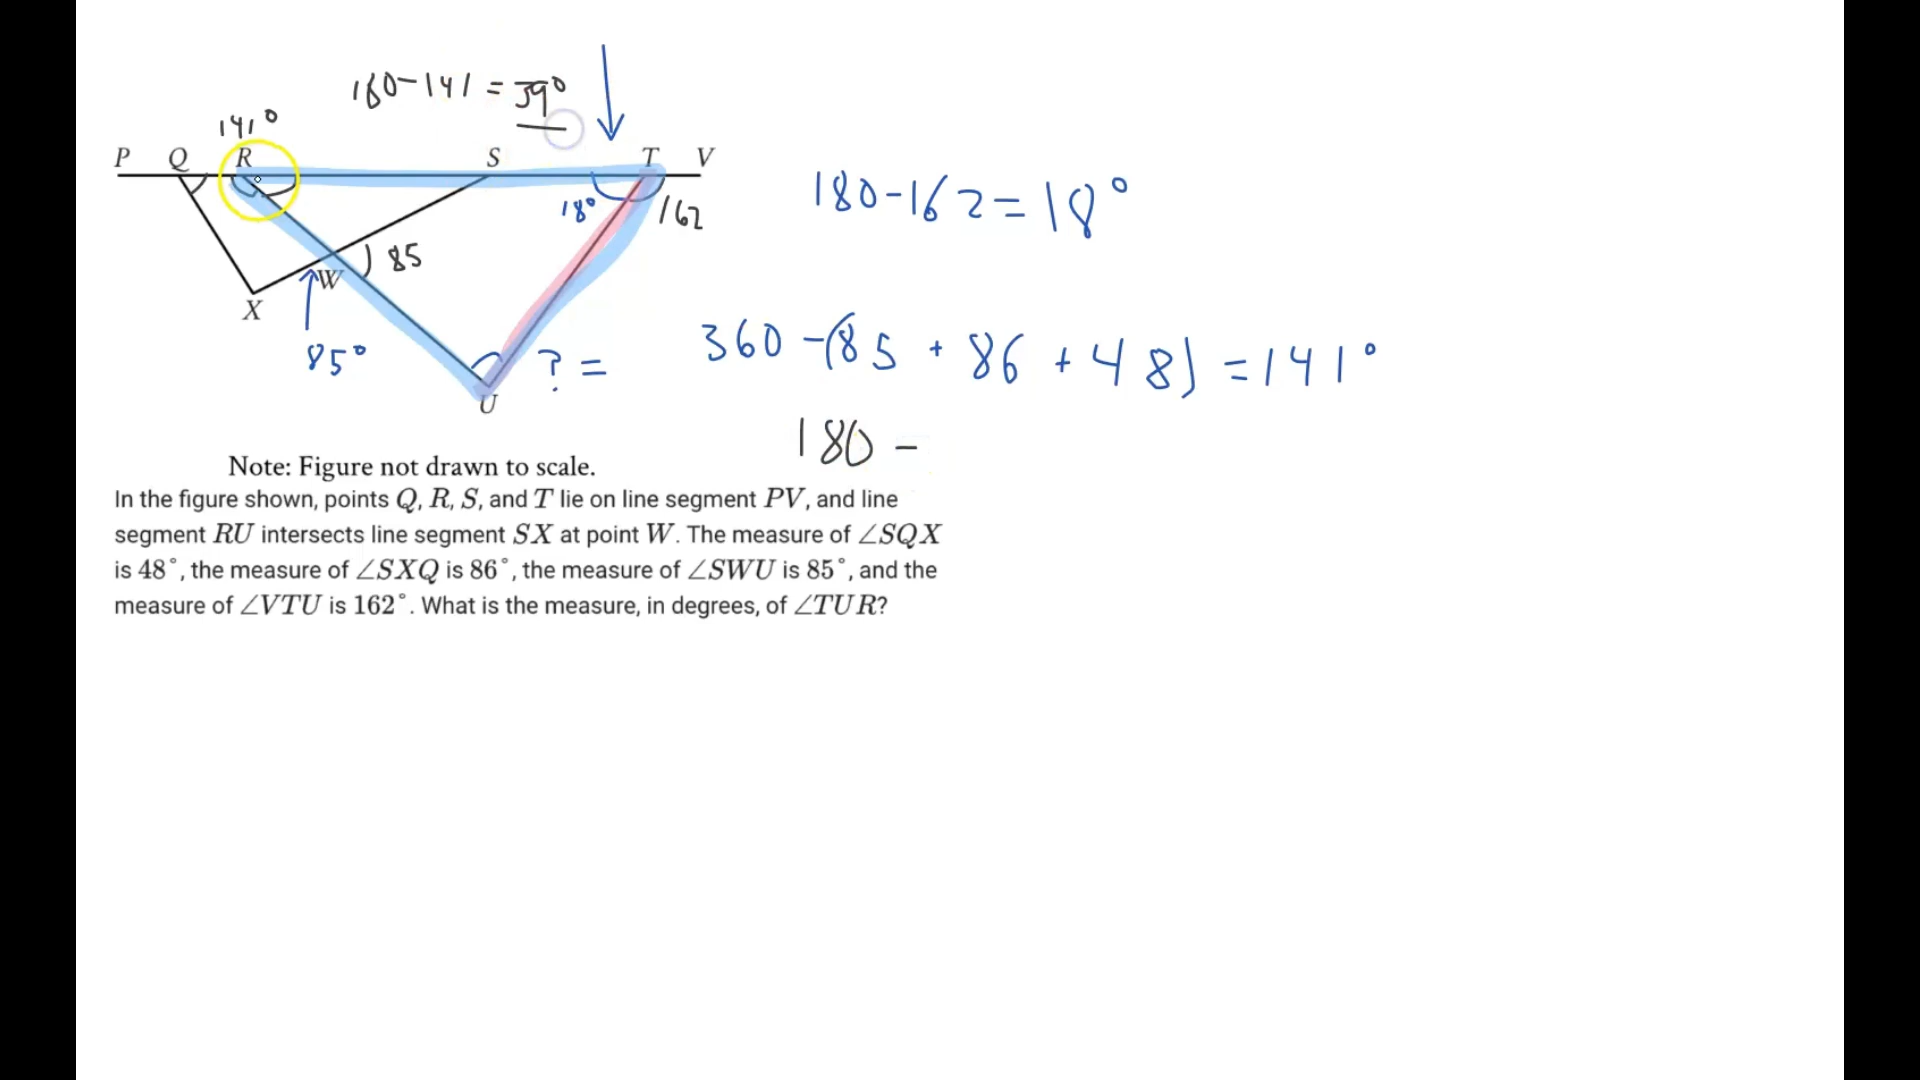 180-141 = 39°
141°
P Q R S T V
18° 162
180-162=18°
85
W
X
85°
? =
360 -(85 + 86 + 48) = 141°
U
180 -
Note: Figure not drawn to scale.
In the figure shown, points Q, R, S, and T lie on line segment PV, and line
segment RU intersects line segment SX at point W. The measure of ∠SQX
is 48°, the measure of ∠SXQ is 86°, the measure of ∠SWU is 85°, and the
measure of ∠VTU is 162°. What is the measure, in degrees, of ∠TUR?